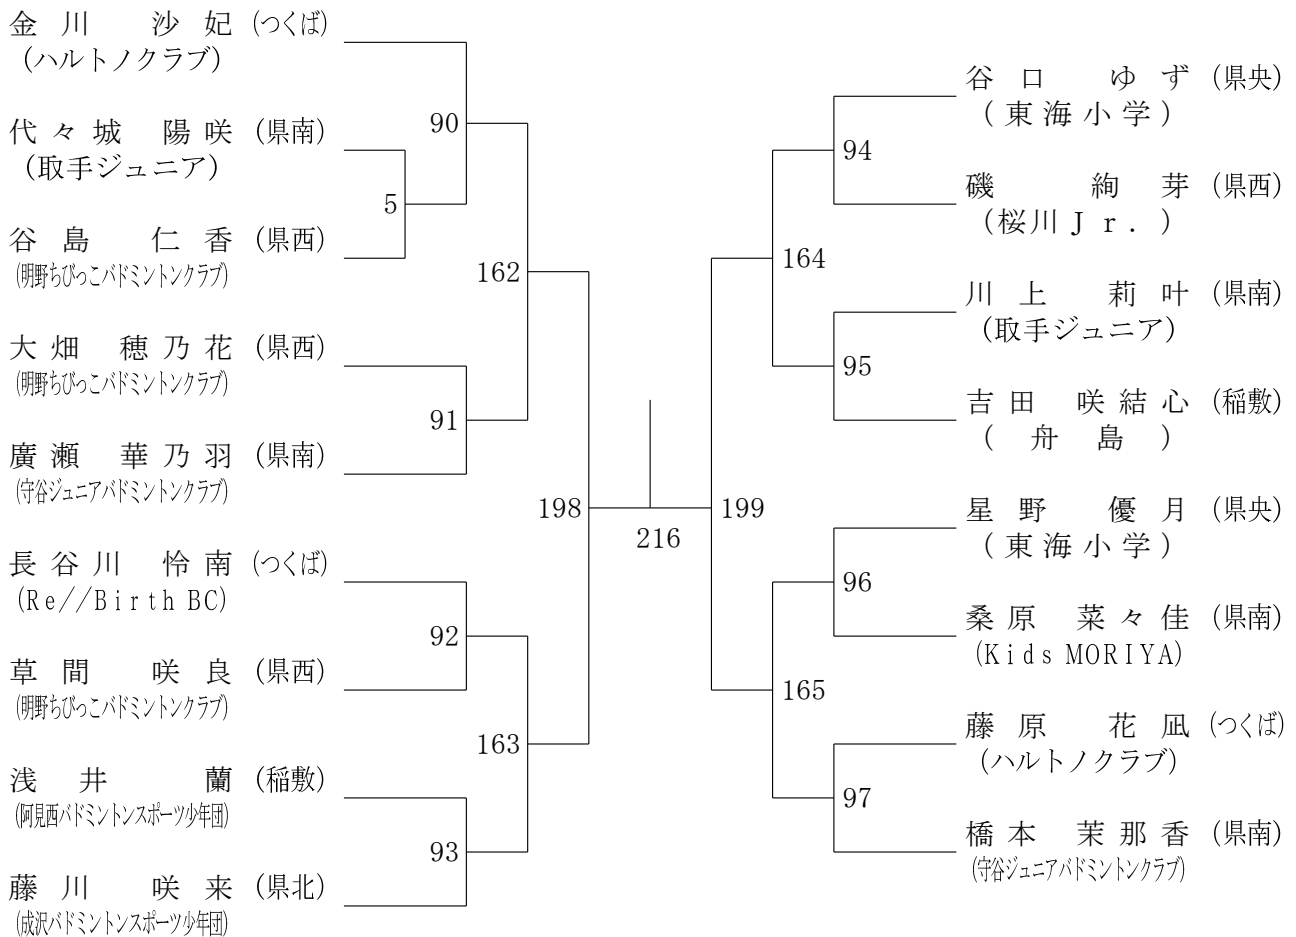 金川 沙妃 (つくば)
(ハルトノクラブ)
代々城 陽咲 (県南)
(取手ジュニア)
谷島 仁香 (県西)
(明野ちびっこバドミントンクラブ)
大畑 穂乃花 (県西)
(明野ちびっこバドミントンクラブ)
廣瀬 華乃羽 (県南)
(守谷ジュニアバドミントンクラブ)
長谷川 怜南 (つくば)
(Re//Birth BC)
草間 咲良 (県西)
(明野ちびっこバドミントンクラブ)
浅井 蘭 (稲敷)
(阿見西バドミントンスポーツ少年団)
藤川 咲来 (県北)
(成沢バドミントンスポーツ少年団)
5
90
91
92
93
162
163
198
216
199
164
165
94
95
96
97
谷口 ゆず (県央)
(東海小学)
磯 絢芽 (県西)
(桜川Jr.)
川上 莉叶 (県南)
(取手ジュニア)
吉田 咲結心 (稲敷)
(舟島)
星野 優月 (県央)
(東海小学)
桑原 菜々佳 (県南)
(Kids MORIYA)
藤原 花凪 (つくば)
(ハルトノクラブ)
橋本 茉那香 (県南)
(守谷ジュニアバドミントンクラブ)